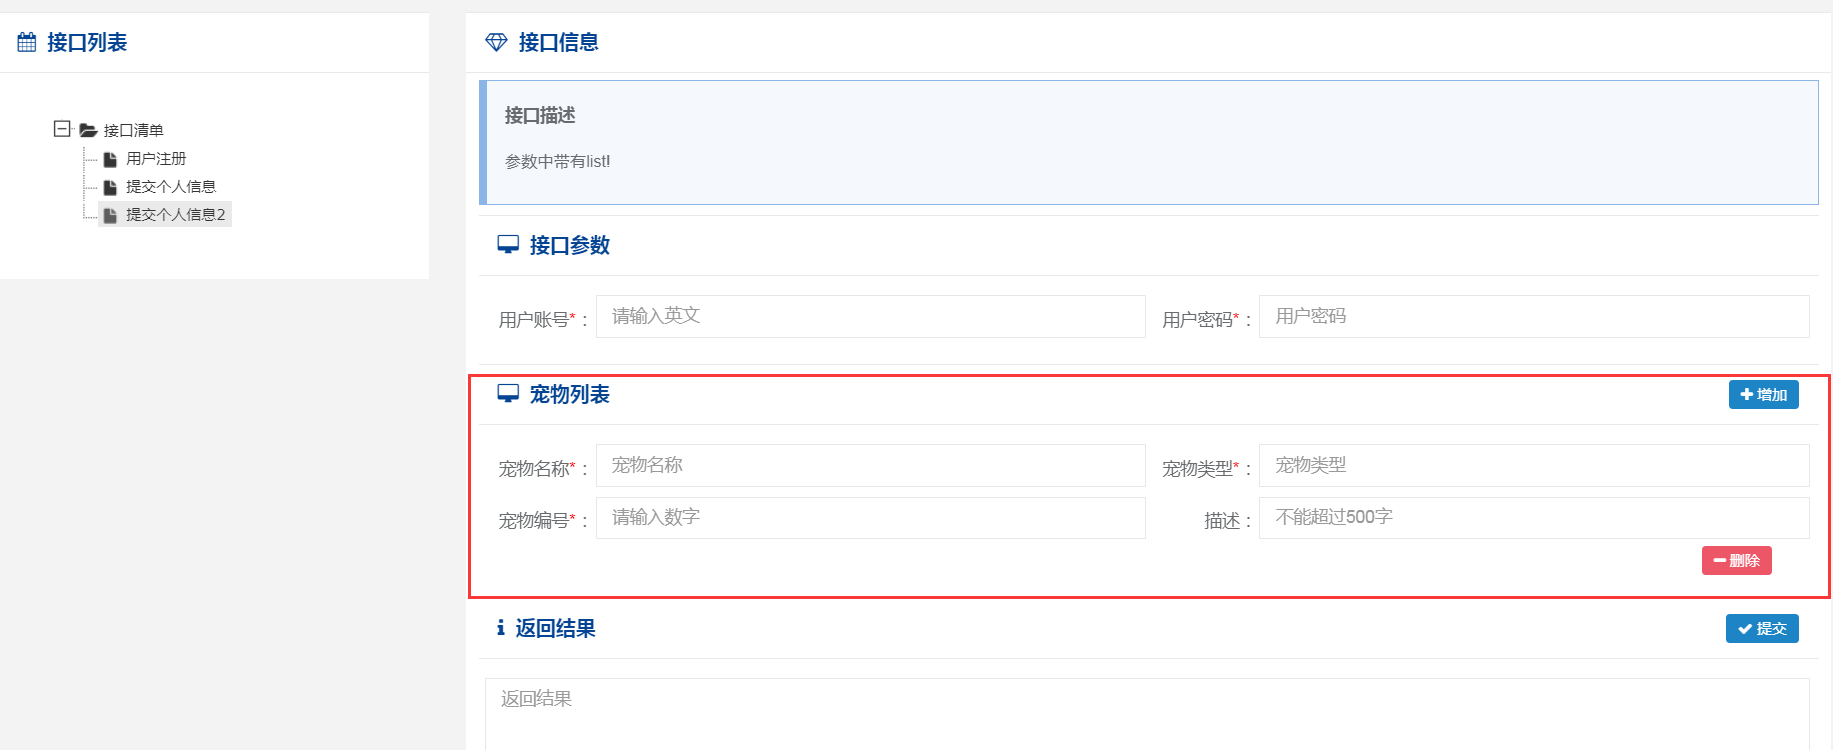 接口列表
接口清单
用户注册
提交个人信息
提交个人信息2
接口信息
接口描述
参数中带有list!
接口参数
用户账号*： 请输入英文 用户密码*： 用户密码
宠物列表 增加
宠物名称*： 宠物名称 宠物类型*： 宠物类型
宠物编号*： 请输入数字 描述： 不能超过500字
删除
返回结果 提交
返回结果